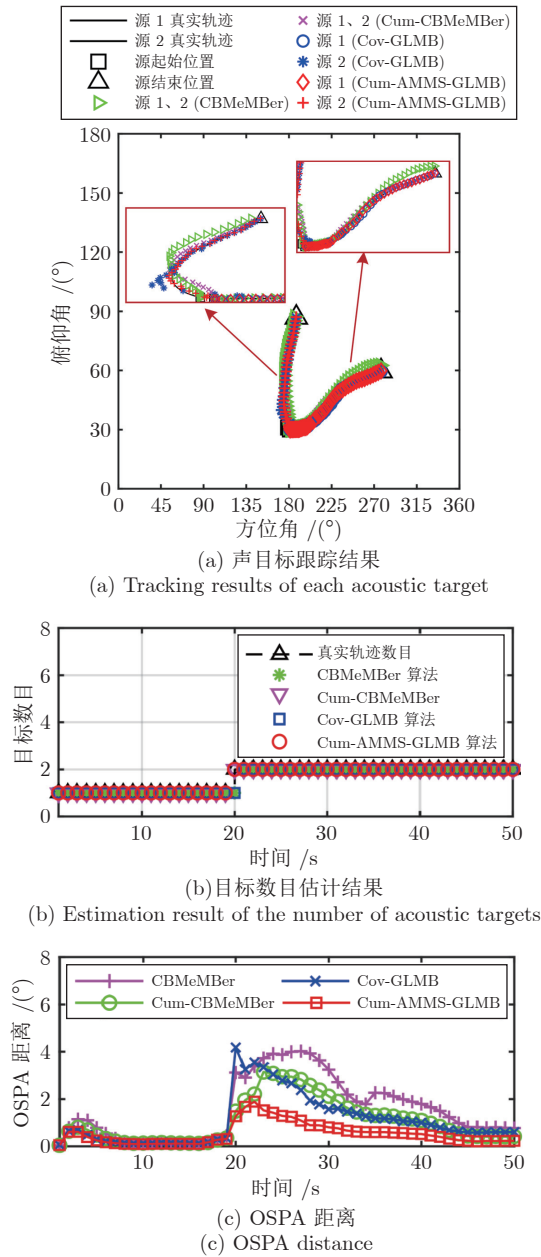 源 1 真实轨迹
源 2 真实轨迹
源起始位置
源结束位置
源 1、2 (CBMeMBer)
源 1、2 (Cum-CBMeMBer)
源 1 (Cov-GLMB)
源 2 (Cov-GLMB)
源 1 (Cum-AMMS-GLMB)
源 2 (Cum-AMMS-GLMB)
180
150
120
90
60
30
0
俯仰角 /(°)
0 45 90 135 180 225 270 315 360
方位角 /(°)
(a) 声目标跟踪结果
(a) Tracking results of each acoustic target
8
6
4
2
0
目标数目
真实轨迹数目
CBMeMBer 算法
Cum-CBMeMBer
Cov-GLMB 算法
Cum-AMMS-GLMB 算法
10 20 30 40 50
时间 /s
(b)目标数目估计结果
(b) Estimation result of the number of acoustic targets
8
6
4
2
0
OSPA 距离 /(°)
CBMeMBer
Cum-CBMeMBer
Cov-GLMB
Cum-AMMS-GLMB
10 20 30 40 50
时间 /s
(c) OSPA 距离
(c) OSPA distance